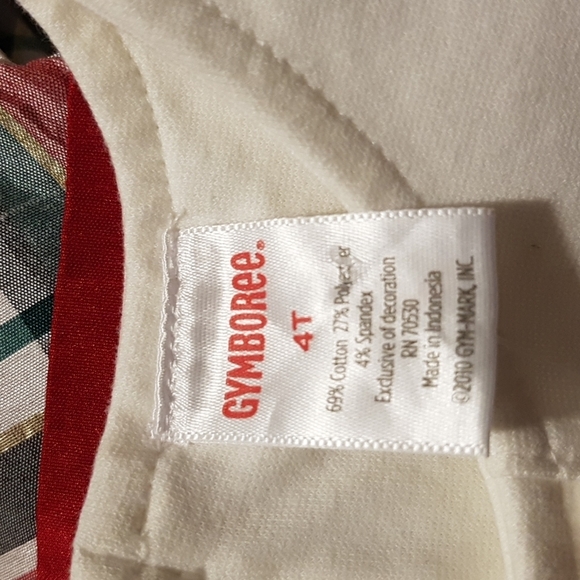 GYMBOREE®
4T
69% Cotton 27% Polyester
4% Spandex
Exclusive of decoration
RN 70530
Made in Indonesia
©2010 GYM-MARK, INC.